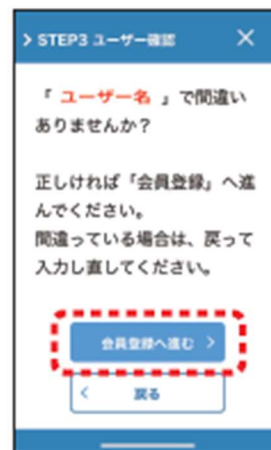 > STEP3 ユーザー確認 ×
「 ユーザー名 」で間違い
ありませんか？
正しければ「会員登録」へ進
んでください。
間違っている場合は、戻って
入力し直してください。
会員登録へ進む >
< 戻る